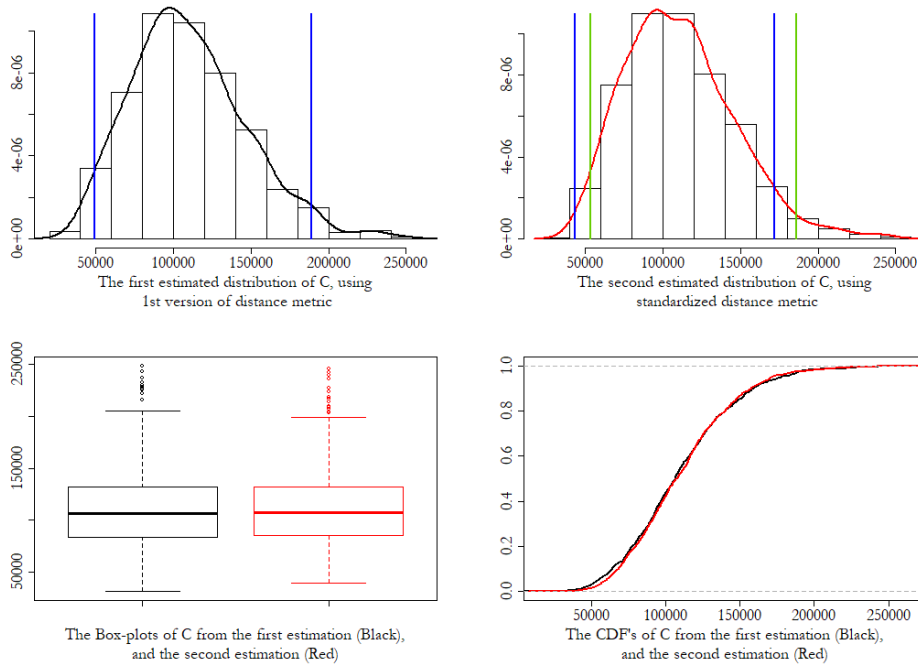 8e-06
4e-06
0e+00
50000 100000 150000 200000 250000
The first estimated distribution of C, using
1st version of distance metric
8e-06
4e-06
0e+00
50000 100000 150000 200000 250000
The second estimated distribution of C, using
standardized distance metric
250000
150000
50000
The Box-plots of C from the first estimation (Black),
and the second estimation (Red)
1.0
0.8
0.6
0.4
0.2
0.0
50000 100000 150000 200000 250000
The CDF's of C from the first estimation (Black),
and the second estimation (Red)